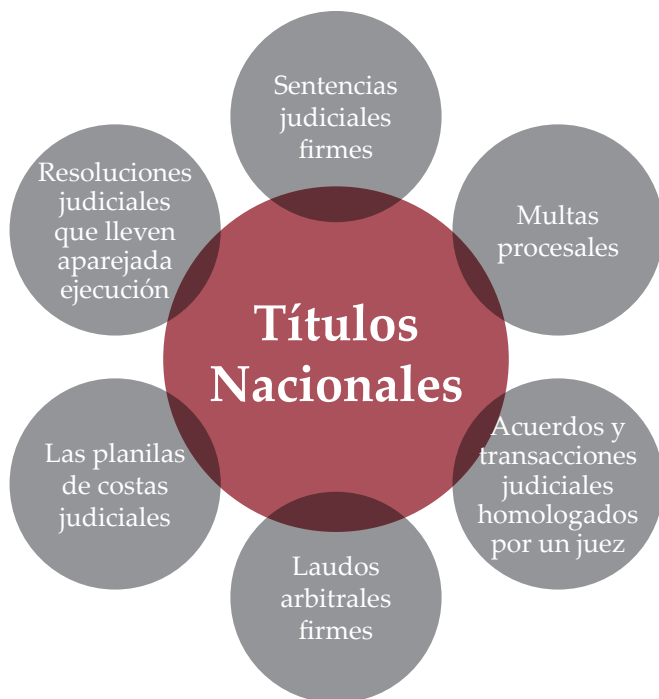 Sentencias
judiciales
firmes
Multas
procesales
Acuerdos y
transacciones
judiciales
homologados
por un juez
Laudos
arbitrales
firmes
Las planilas
de costas
judiciales
Resoluciones
judiciales
que lleven
aparejada
ejecución
Títulos
Nacionales